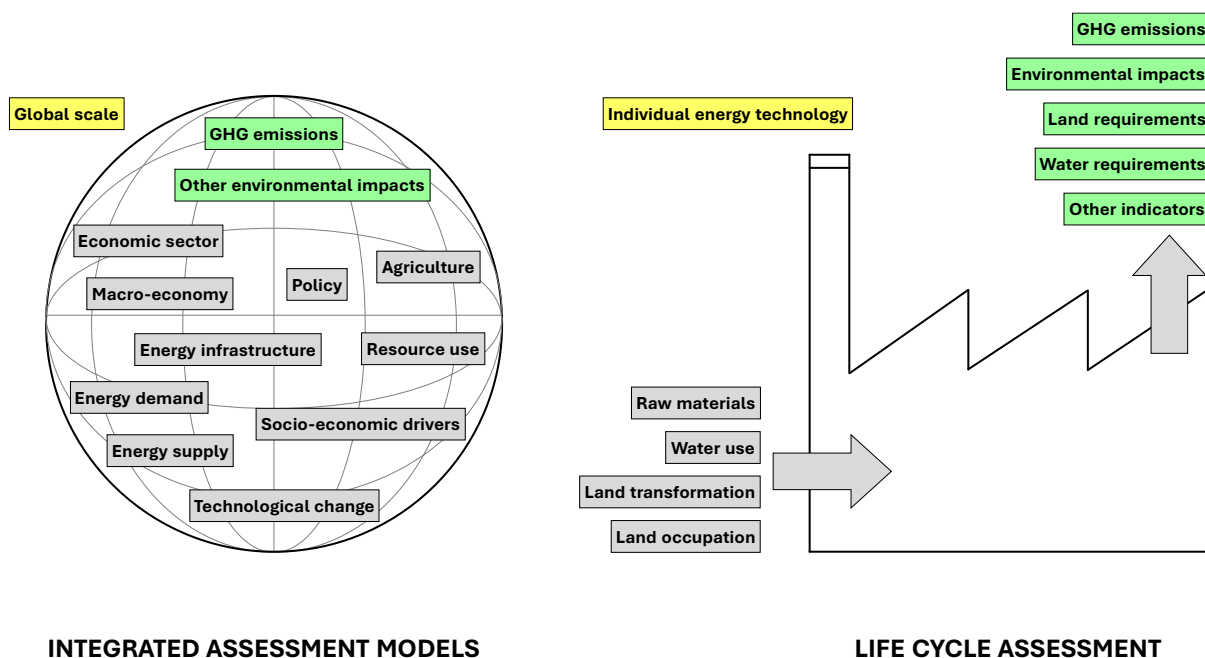 Global scale
GHG emissions
Other environmental impacts
Economic sector
Agriculture
Policy
Macro-economy
Energy infrastructure
Resource use
Energy demand
Socio-economic drivers
Energy supply
Technological change
INTEGRATED ASSESSMENT MODELS
Individual energy technology
GHG emissions
Environmental impacts
Land requirements
Water requirements
Other indicators
Raw materials
Water use
Land transformation
Land occupation
LIFE CYCLE ASSESSMENT